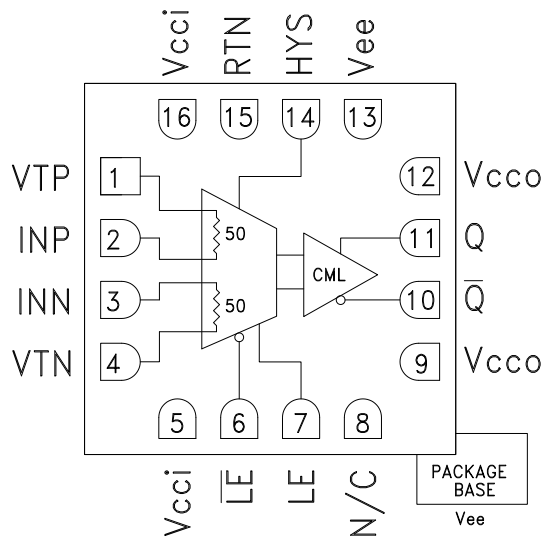 Vcci RTN HYS Vee
16 15 14 13
VTP 1 12 Vcco
INP 2 50 11 Q
CML
INN 3 50 10 Q̅
VTN 4 9 Vcco
5 6 7 8
Vcci L̅E̅ LE N/C
PACKAGE
BASE
Vee